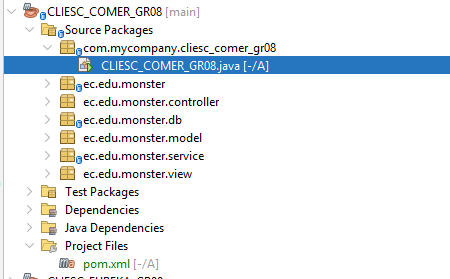 CLIESC_COMER_GR08 [main]
Source Packages
com.mycompany.cliesc_comer_gr08
CLIESC_COMER_GR08.java [-/A]
ec.edu.monster
ec.edu.monster.controller
ec.edu.monster.db
ec.edu.monster.model
ec.edu.monster.service
ec.edu.monster.view
Test Packages
Dependencies
Java Dependencies
Project Files
pom.xml [-/A]